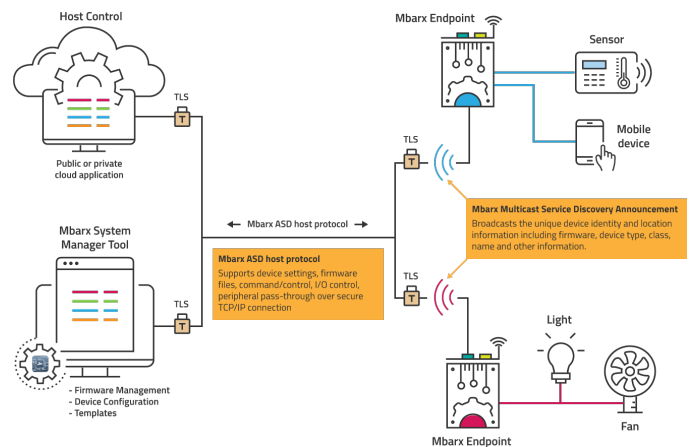 Host Control
TLS
T
Public or private
cloud application
Mbarx System
Manager Tool
TLS
T
- Firmware Management
- Device Configuration
- Templates
Mbarx ASD host protocol
Mbarx ASD host protocol
Supports device settings, firmware
files, command/control, I/O control,
peripheral pass-through over secure
TCP/IP connection
Mbarx Endpoint
Sensor
Mobile
device
TLS
T
Mbarx Multicast Service Discovery Announcement
Broadcasts the unique device identity and location
information including firmware, device type, class,
name and other information.
TLS
T
Light
Fan
Mbarx Endpoint